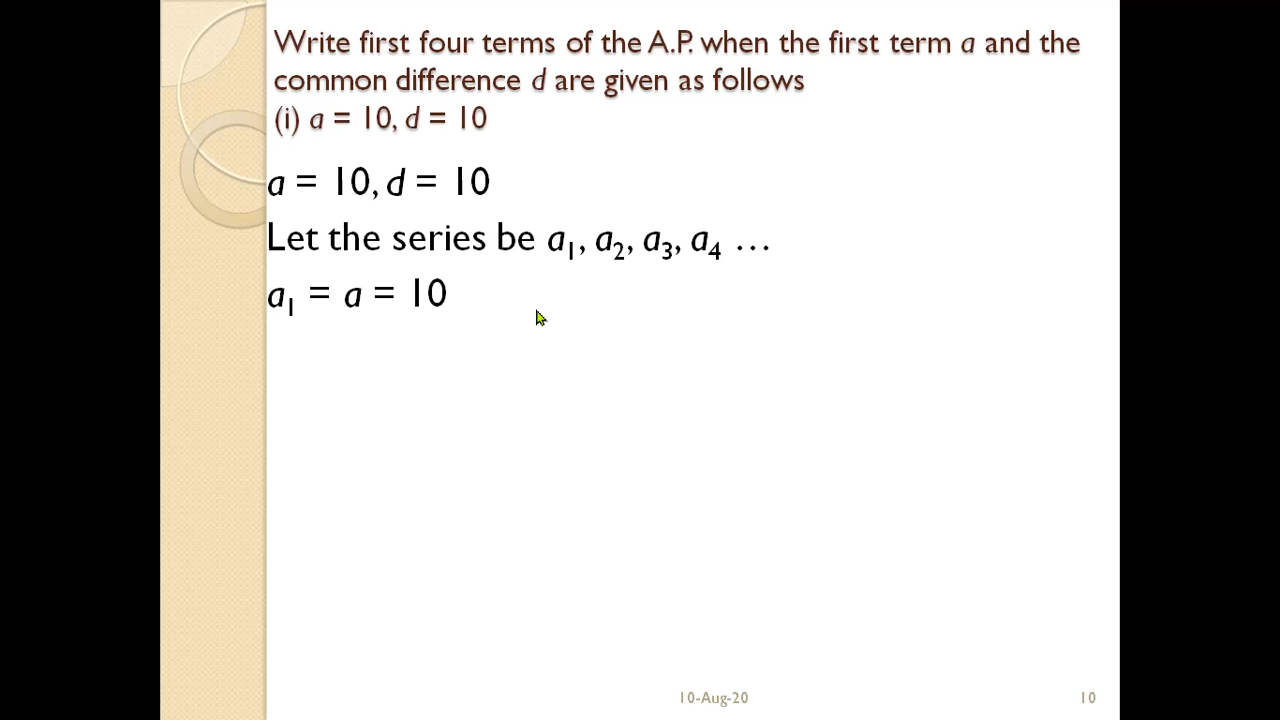 Write first four terms of the A.P. when the first term a and the
common difference d are given as follows
(i) a = 10, d = 10
a = 10, d = 10
Let the series be a₁, a₂, a₃, a₄ …
a₁ = a = 10
10-Aug-20
10